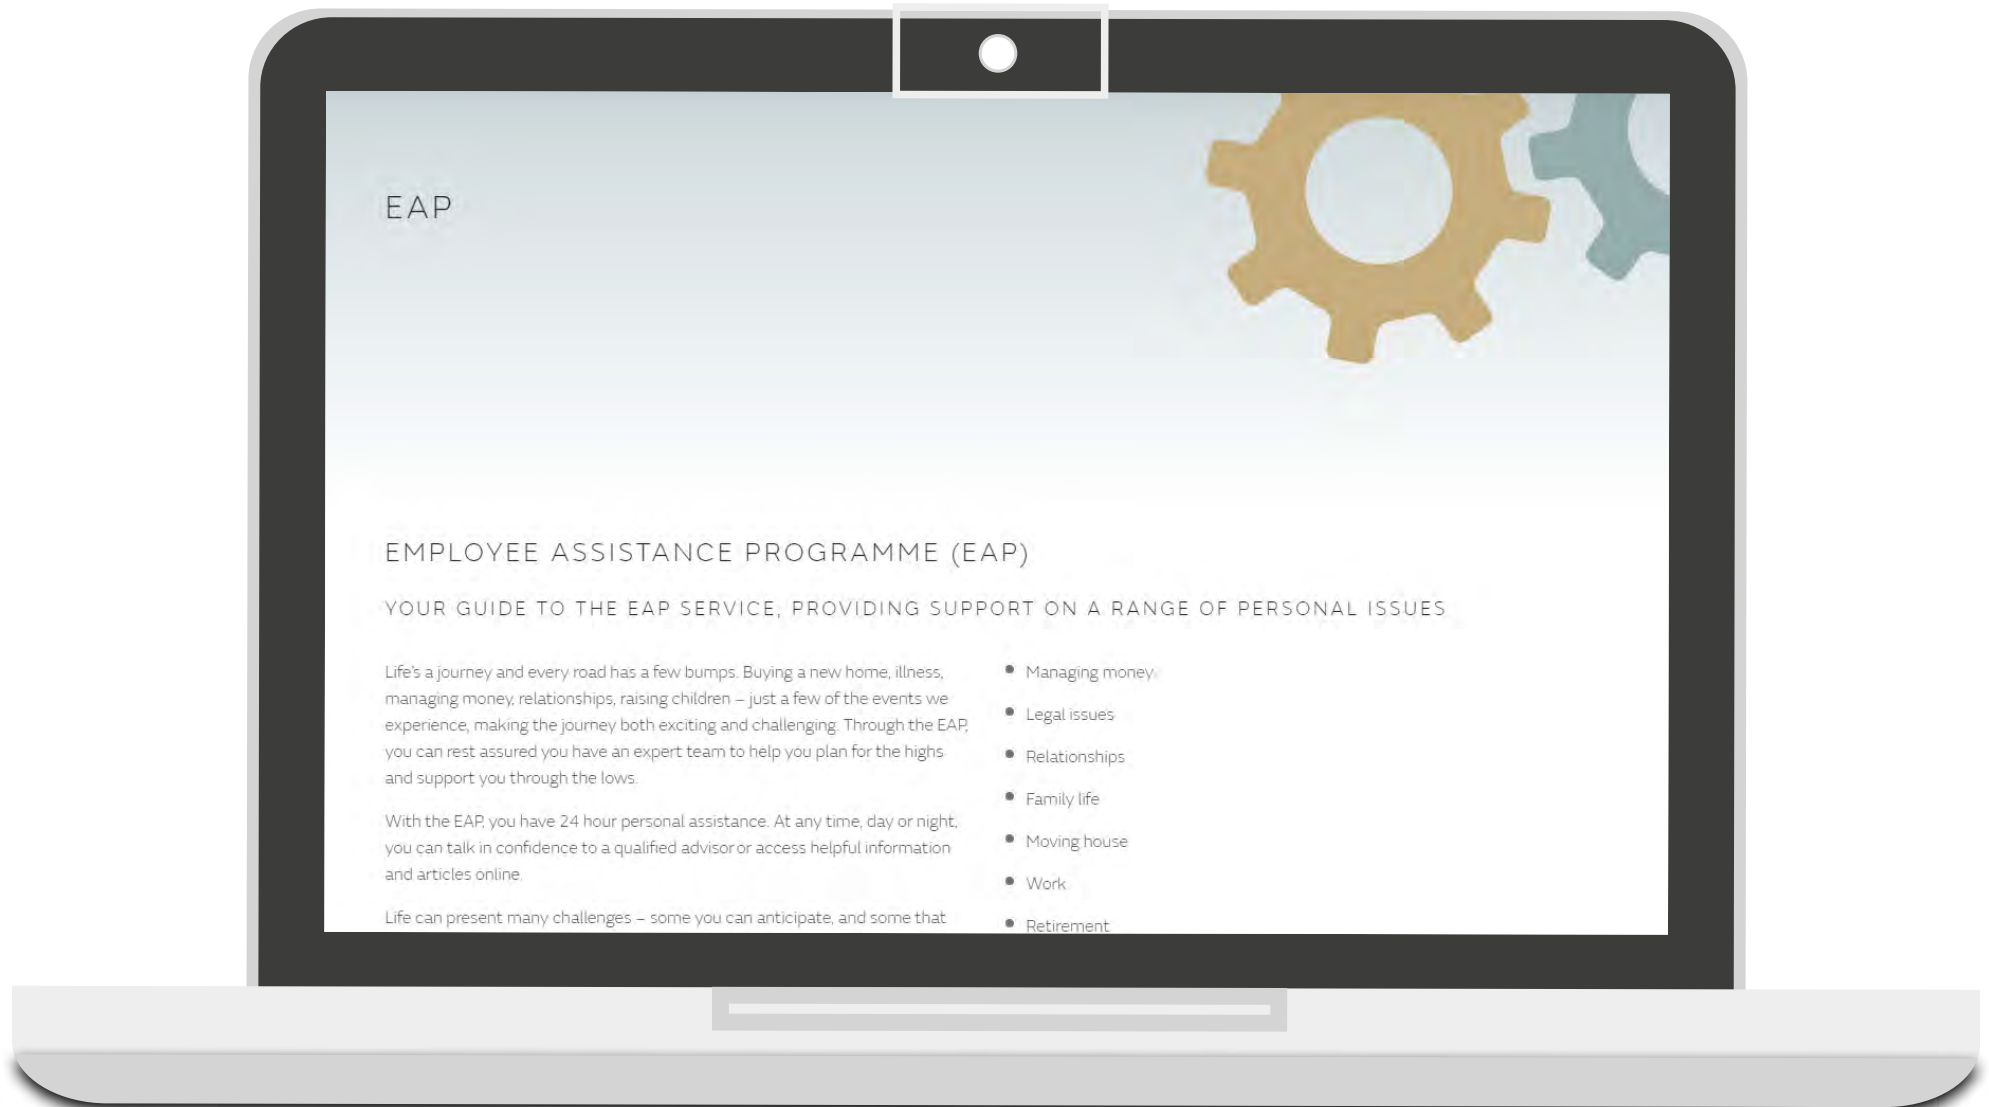 EAP
EMPLOYEE ASSISTANCE PROGRAMME (EAP)
YOUR GUIDE TO THE EAP SERVICE, PROVIDING SUPPORT ON A RANGE OF PERSONAL ISSUES
Life's a journey and every road has a few bumps. Buying a new home, illness,
managing money, relationships, raising children – just a few of the events we
experience, making the journey both exciting and challenging. Through the EAP,
you can rest assured you have an expert team to help you plan for the highs
and support you through the lows.
With the EAP, you have 24 hour personal assistance. At any time, day or night,
you can talk in confidence to a qualified advisor or access helpful information
and articles online.
Life can present many challenges – some you can anticipate, and some that
• Managing money
• Legal issues
• Relationships
• Family life
• Moving house
• Work
• Retirement